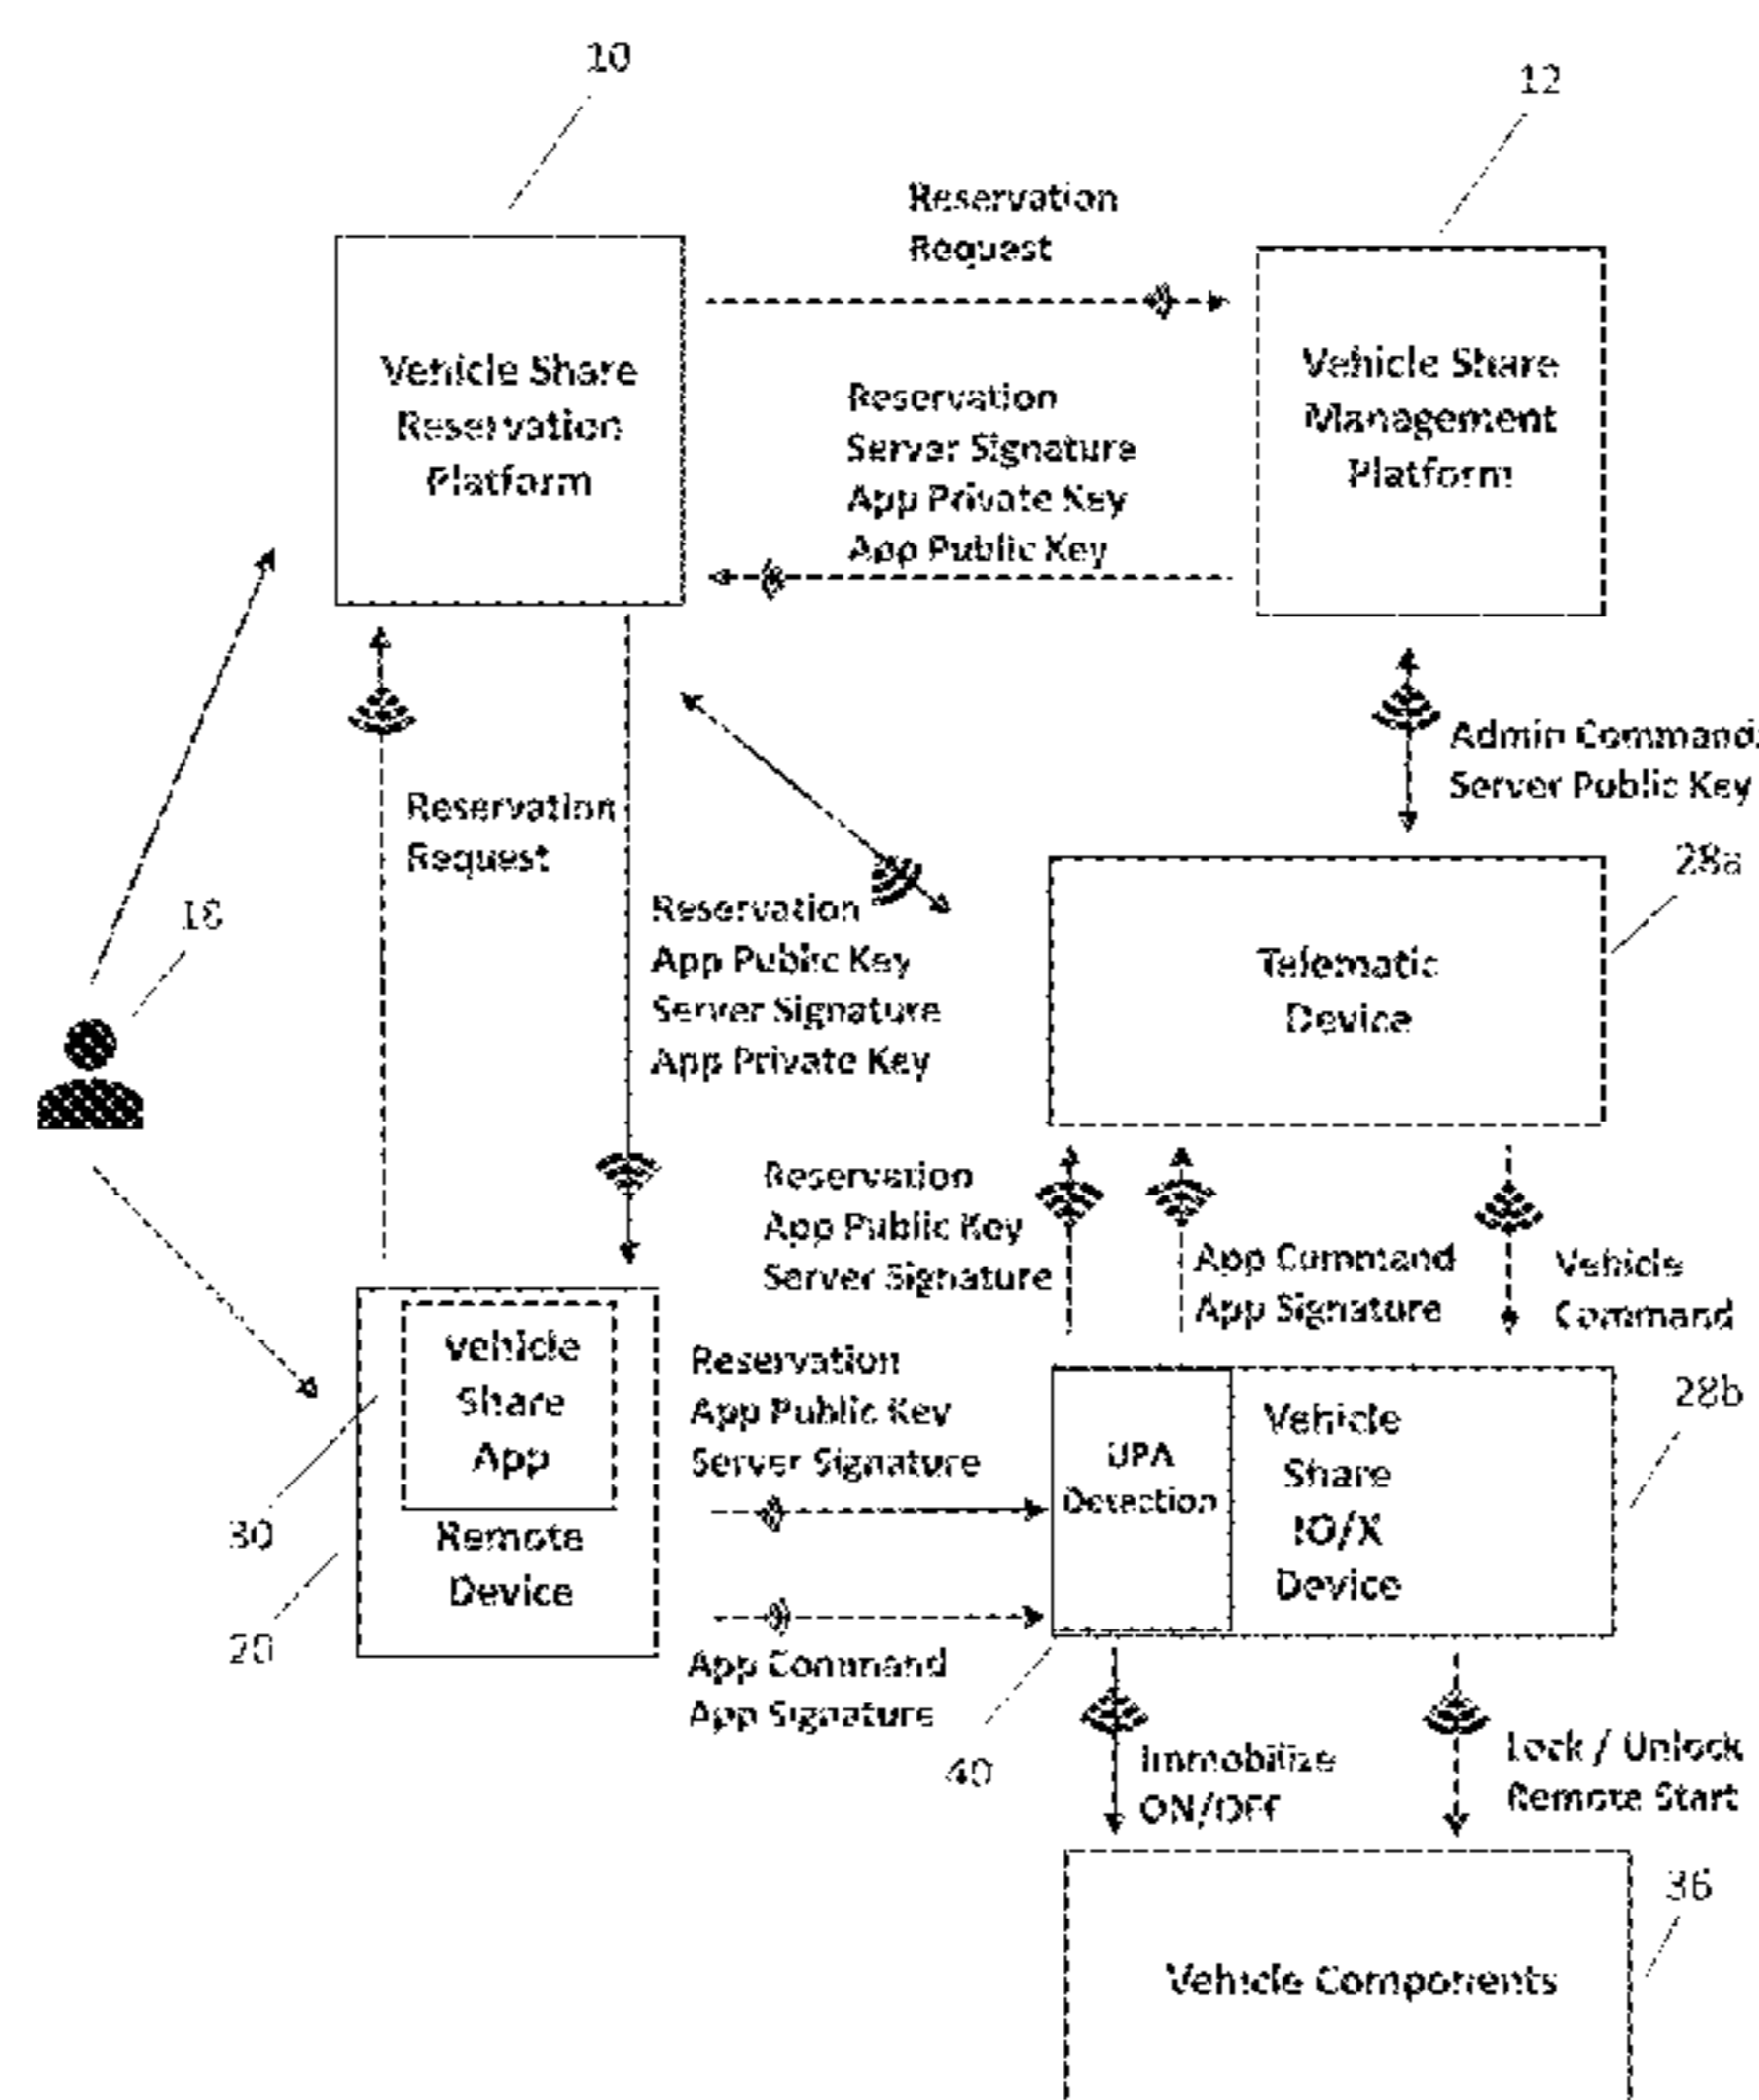 10
12
Reservation
Request
Vehicle Share
Reservation
Platform
Vehicle Share
Management
Platform
Reservation
Server Signature
App Private Key
App Public Key
Admin Command
Server Public Key
Reservation
Request
28a
18
Reservation
App Public Key
Server Signature
App Private Key
Telematic
Device
Reservation
App Public Key
Server Signature
App Command
App Signature
Vehicle
Command
Vehicle
Share
App
Remote
Device
30
20
Reservation
App Public Key
Server Signature
UPA
Detection
Vehicle
Share
IO/X
Device
28b
App Command
App Signature
40
Immobilize
ON/OFF
Lock / Unlock
Remote Start
36
Vehicle Components